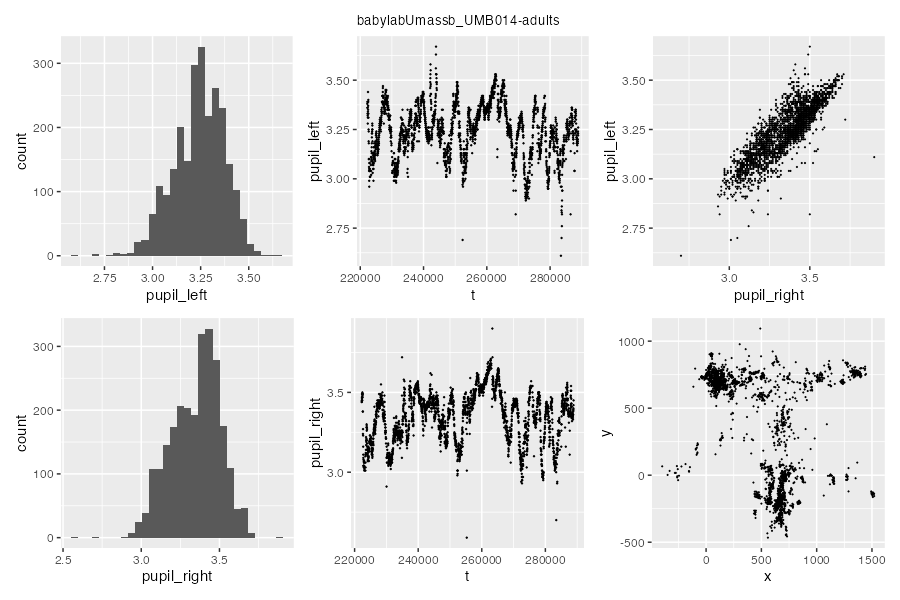 babylabUmassb_UMB014-adults
300
200
100
0
count
2.75 3.00 3.25 3.50
pupil_left
3.50
3.25
3.00
2.75
pupil_left
220000 240000 260000 280000
t
3.50
3.25
3.00
2.75
pupil_left
3.0 3.5
pupil_right
300
200
100
0
count
2.5 3.0 3.5
pupil_right
3.5
3.0
pupil_right
220000 240000 260000 280000
t
1000
500
0
-500
y
0 500 1000 1500
x